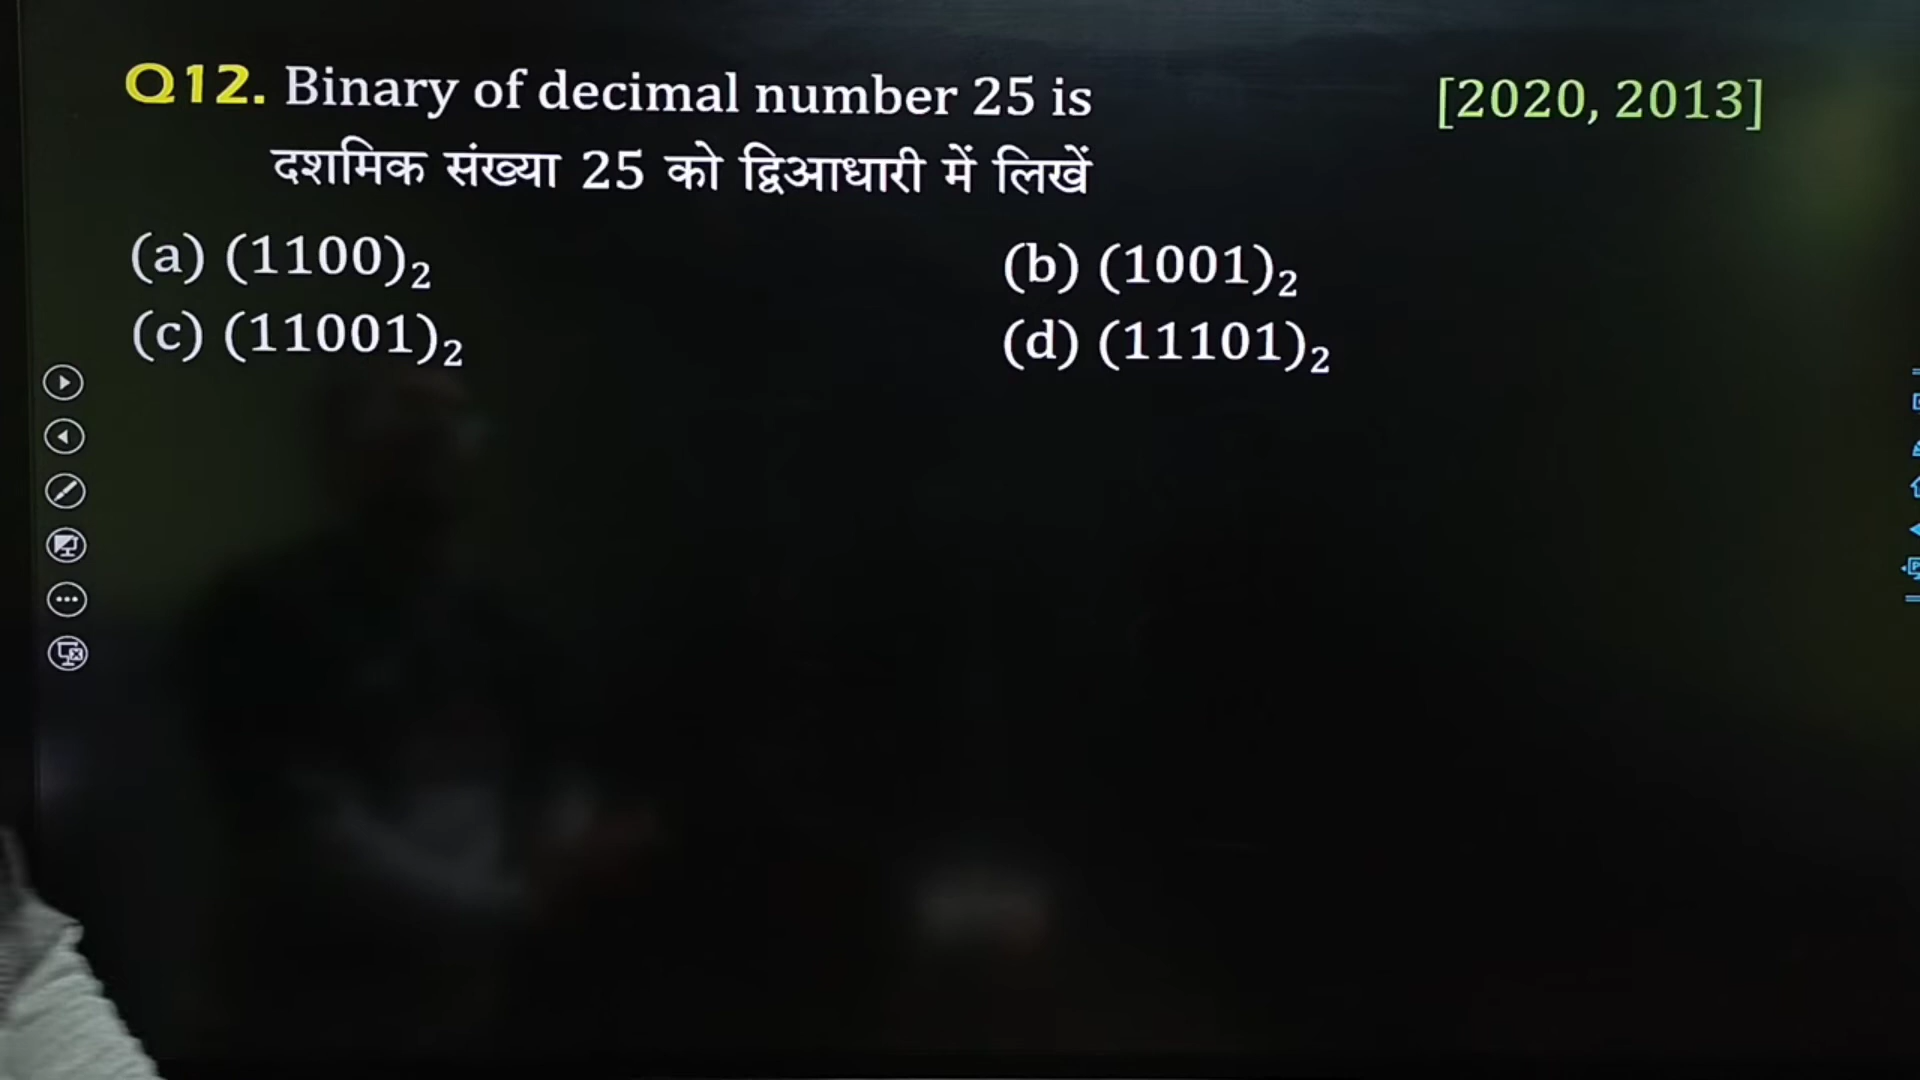 Q12. Binary of decimal number 25 is [2020, 2013]
दशमिक संख्या 25 को द्विआधारी में लिखें
(a) (1100)₂ (b) (1001)₂
(c) (11001)₂ (d) (11101)₂